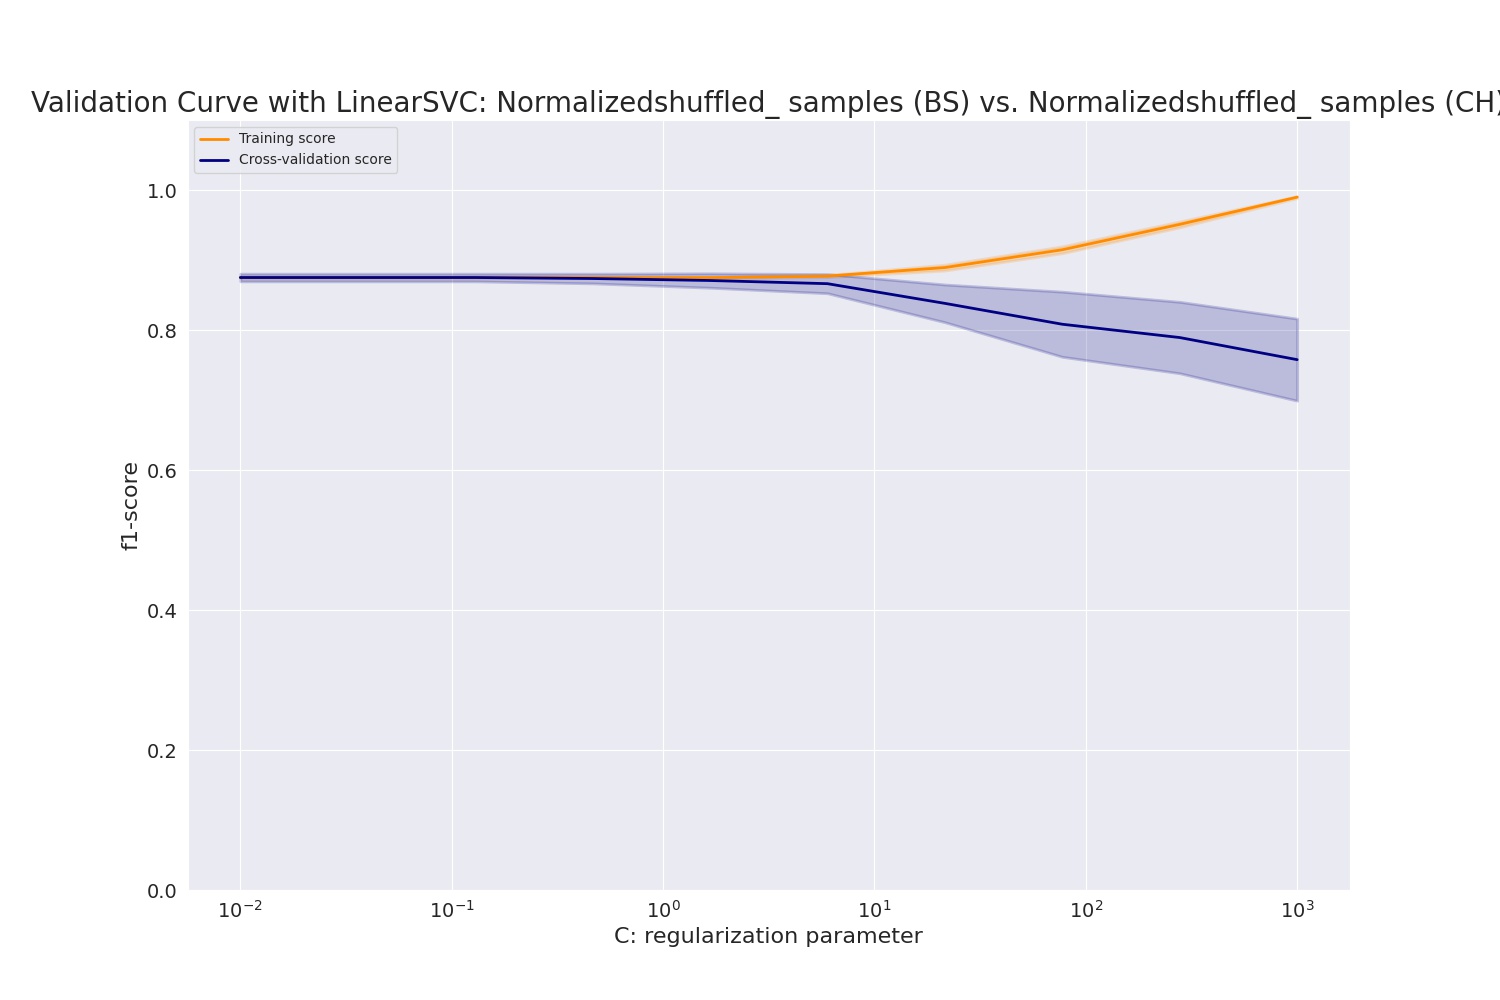 Validation Curve with LinearSVC: Normalizedshuffled_ samples (BS) vs. Normalizedshuffled_ samples (CH)
Training score
Cross-validation score
1.0
0.8
0.6
0.4
0.2
0.0
f1-score
10⁻² 10⁻¹ 10⁰ 10¹ 10² 10³
C: regularization parameter